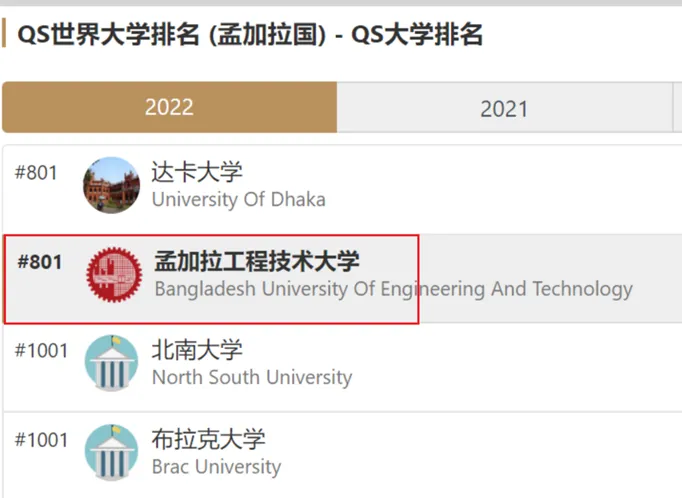 QS世界大学排名 (孟加拉国) - QS大学排名
2022
2021
#801
达卡大学
University Of Dhaka
#801
孟加拉工程技术大学
Bangladesh University Of Engineering And Technology
#1001
北南大学
North South University
#1001
布拉克大学
Brac University